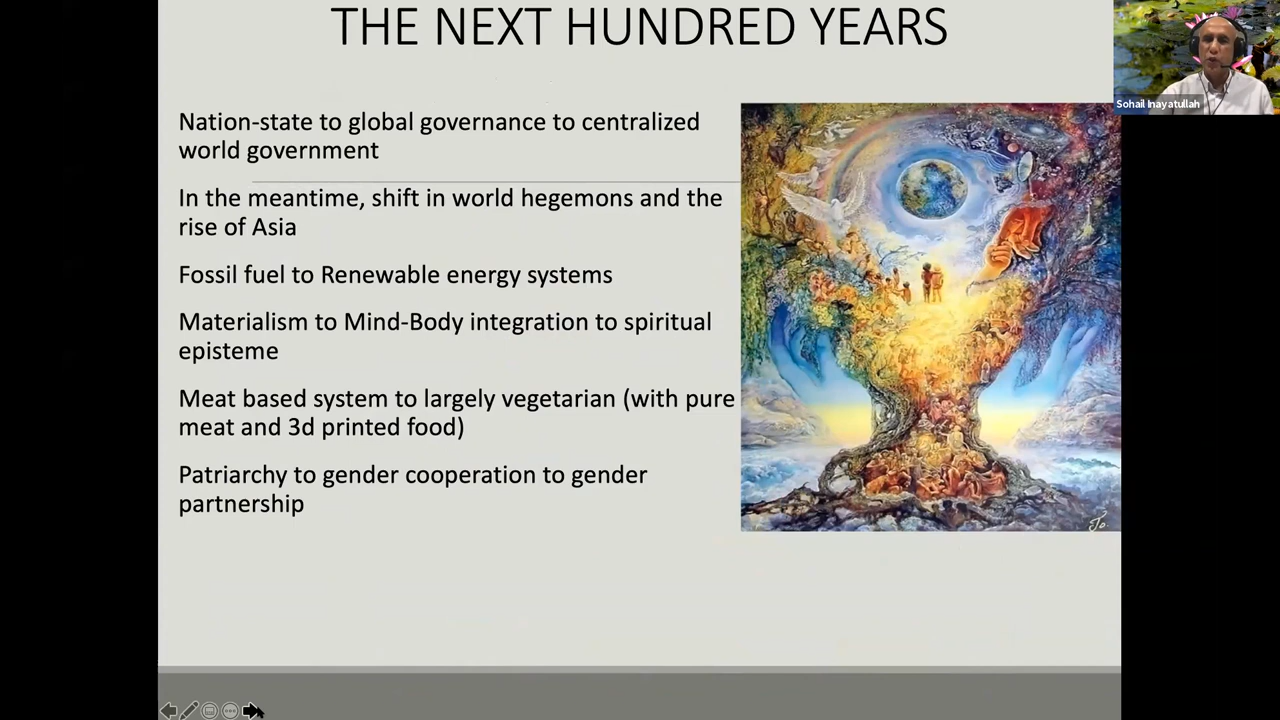 THE NEXT HUNDRED YEARS
Sohail Inayatullah
Nation-state to global governance to centralized
world government
In the meantime, shift in world hegemons and the
rise of Asia
Fossil fuel to Renewable energy systems
Materialism to Mind-Body integration to spiritual
episteme
Meat based system to largely vegetarian (with pure
meat and 3d printed food)
Patriarchy to gender cooperation to gender
partnership